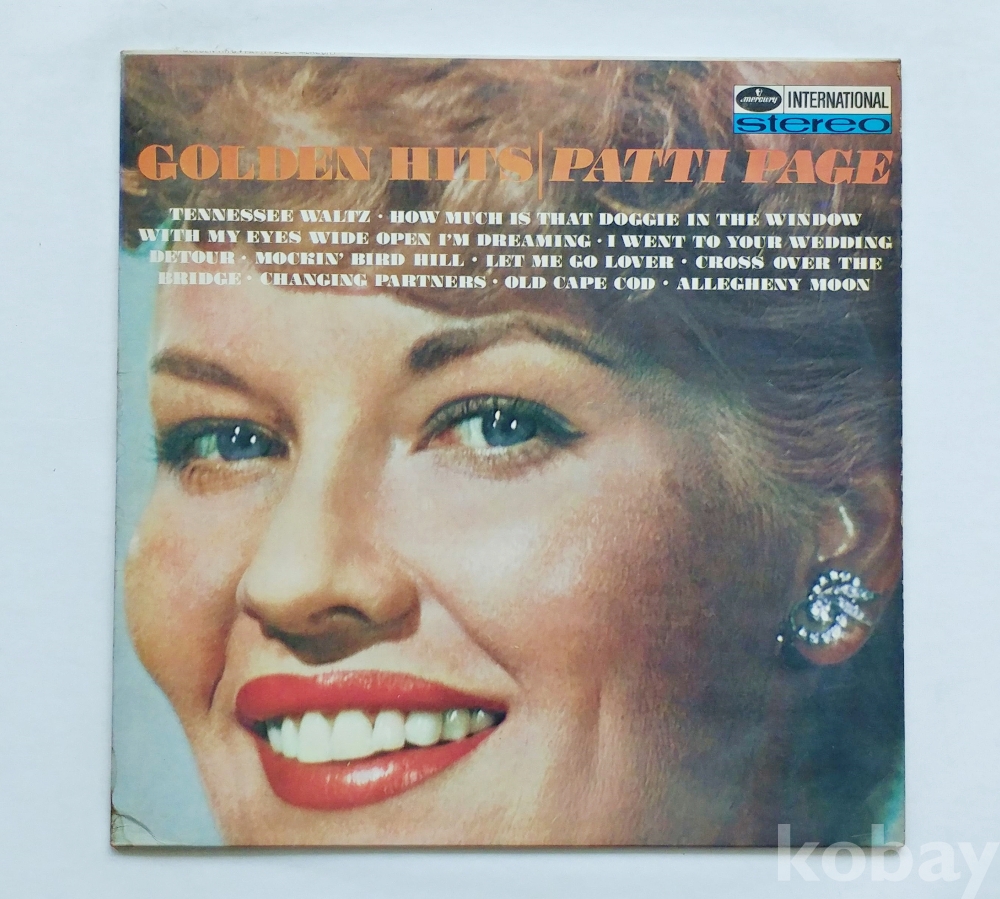 mercury INTERNATIONAL
stereo
GOLDEN HITS | PATTI PAGE
TENNESSEE WALTZ · HOW MUCH IS THAT DOGGIE IN THE WINDOW
WITH MY EYES WIDE OPEN I'M DREAMING · I WENT TO YOUR WEDDING
DETOUR · MOCKIN' BIRD HILL · LET ME GO LOVER · CROSS OVER THE
BRIDGE · CHANGING PARTNERS · OLD CAPE COD · ALLEGHENY MOON
kobay